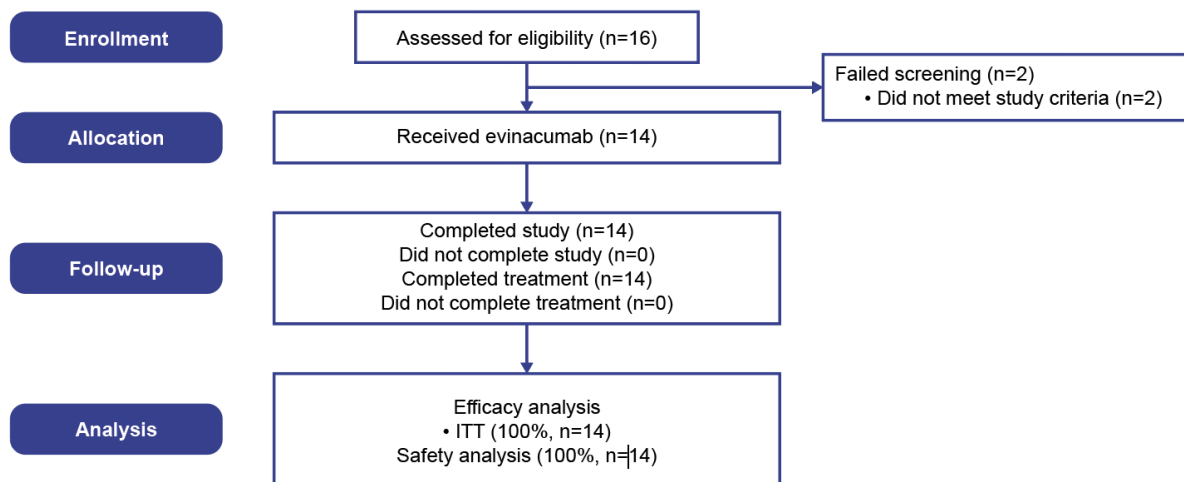 Enrollment
Assessed for eligibility (n=16)
Failed screening (n=2)
• Did not meet study criteria (n=2)
Allocation
Received evinacumab (n=14)
Follow-up
Completed study (n=14)
Did not complete study (n=0)
Completed treatment (n=14)
Did not complete treatment (n=0)
Analysis
Efficacy analysis
• ITT (100%, n=14)
Safety analysis (100%, n=14)